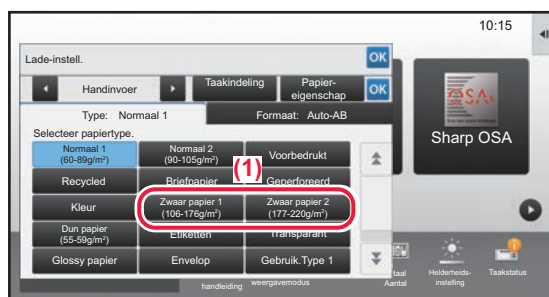 10:15
Lade-instell.
OK
Handinvoer
Taakindeling
Papier-
eigenschap
OK
Type: Normaal 1
Formaat: Auto-AB
Selecteer papiertype.
Normaal 1
(60-89g/m²)
Normaal 2
(90-105g/m²)
Voorbedrukt
(1)
Recycled
Briefpapier
Geperforeerd
Kleur
Zwaar papier 1
(106-176g/m²)
Zwaar papier 2
(177-220g/m²)
Dun papier
(55-59g/m²)
Etiketten
Transparant
Glossy papier
Envelop
Gebruik.Type 1
OSA
Sharp OSA
handleiding
weergavemodus
taal
Aantal
Helderheids-
instelling
Taakstatus